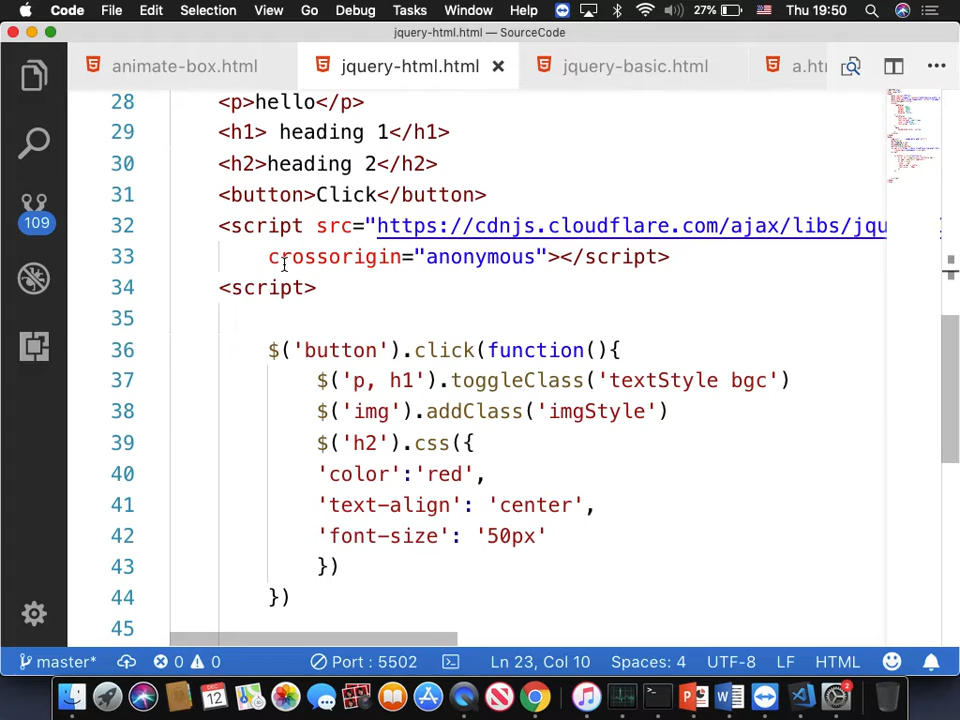 Code File Edit Selection View Go Debug Tasks Window Help 27% Thu 19:50
jquery-html.html — SourceCode
animate-box.html jquery-html.html jquery-basic.html a.ht
28 <p>hello</p>
29 <h1> heading 1</h1>
30 <h2>heading 2</h2>
31 <button>Click</button>
32 <script src="https://cdnjs.cloudflare.com/ajax/libs/jqu
33 crossorigin="anonymous"></script>
109
34 <script>
35
36 $('button').click(function(){
37 $('p, h1').toggleClass('textStyle bgc')
38 $('img').addClass('imgStyle')
39 $('h2').css({
40 'color':'red',
41 'text-align': 'center',
42 'font-size': '50px'
43 })
44 })
45
master* 0 0 Port : 5502 Ln 23, Col 10 Spaces: 4 UTF-8 LF HTML
DEC 12 2